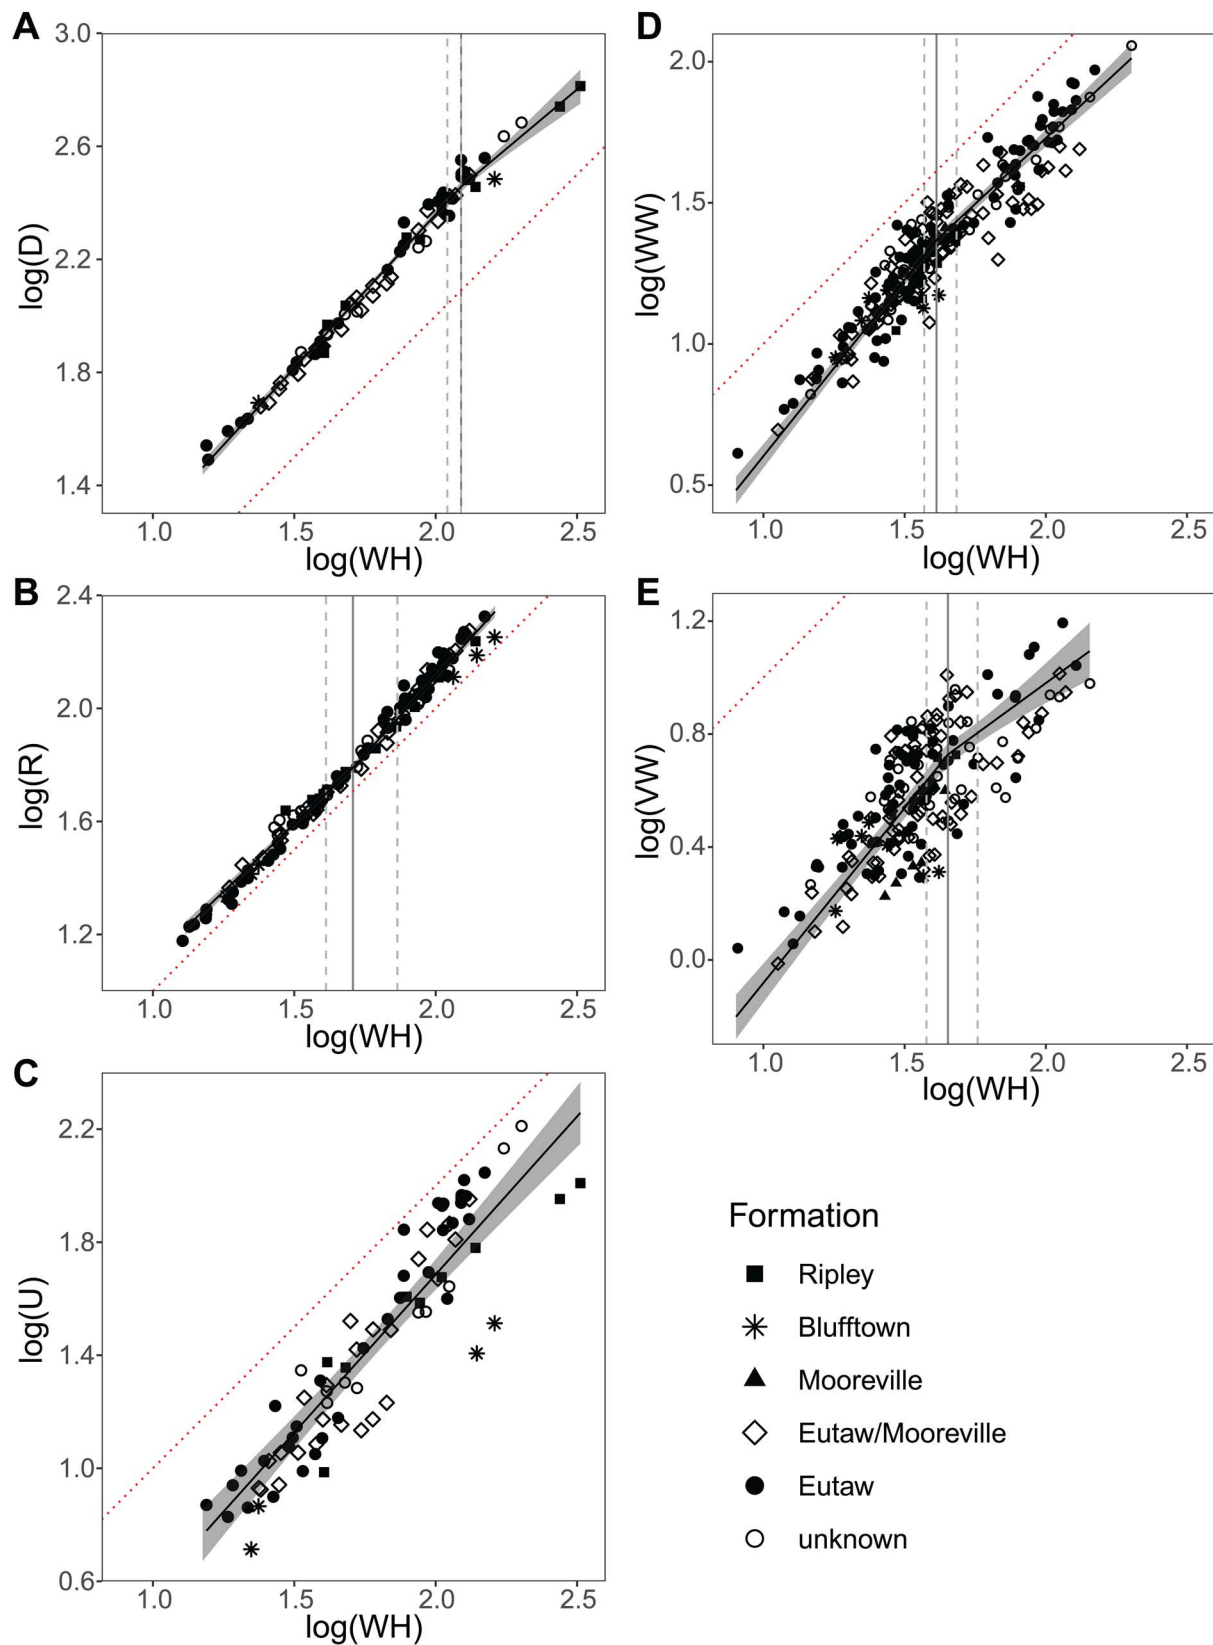 A
3.0
2.6
2.2
1.8
1.4
log(D)
1.0 1.5 2.0 2.5
log(WH)
B
2.4
2.0
1.6
1.2
log(R)
1.0 1.5 2.0 2.5
log(WH)
C
2.2
1.8
1.4
1.0
0.6
log(U)
1.0 1.5 2.0 2.5
log(WH)
D
2.0
1.5
1.0
0.5
log(WW)
1.0 1.5 2.0 2.5
log(WH)
E
1.2
0.8
0.4
0.0
log(VW)
1.0 1.5 2.0 2.5
log(WH)
Formation
Ripley
Blufftown
Mooreville
Eutaw/Mooreville
Eutaw
unknown